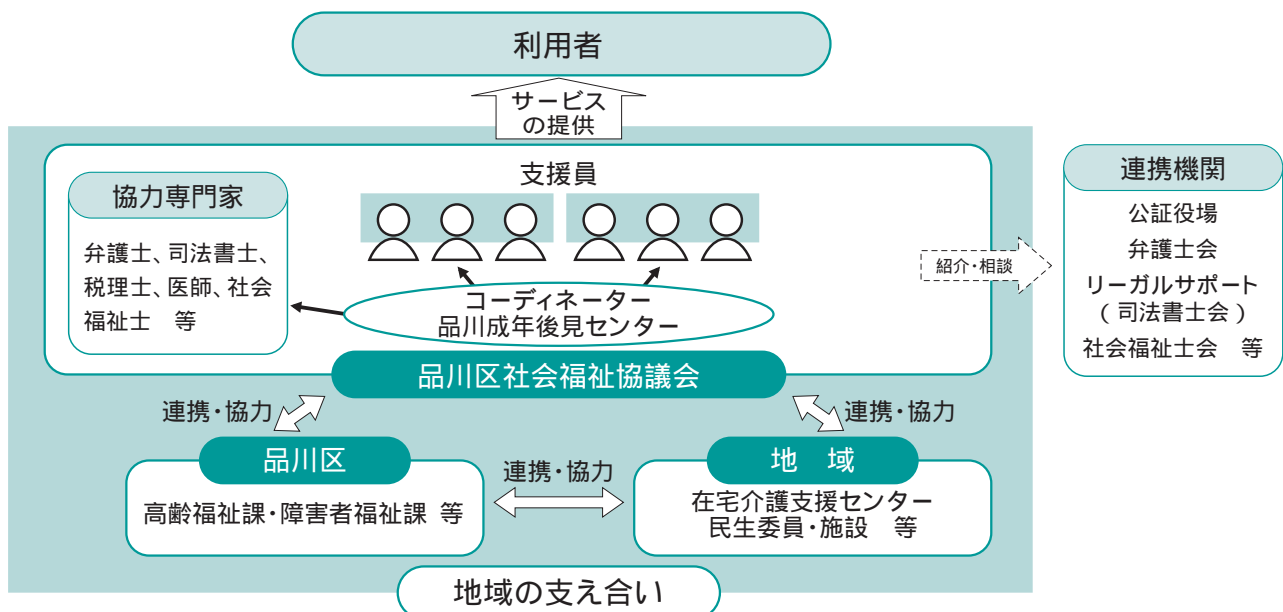 利用者
サービス
の提供
支援員
協力専門家
弁護士、司法書士、
税理士、医師、社会
福祉士　等
コーディネーター
品川成年後見センター
品川区社会福祉協議会
紹介・相談
連携機関
公証役場
弁護士会
リーガルサポート
（司法書士会）
社会福祉士会　等
連携・協力
連携・協力
品川区
高齢福祉課・障害者福祉課 等
連携・協力
地　域
在宅介護支援センター
民生委員・施設　等
地域の支え合い